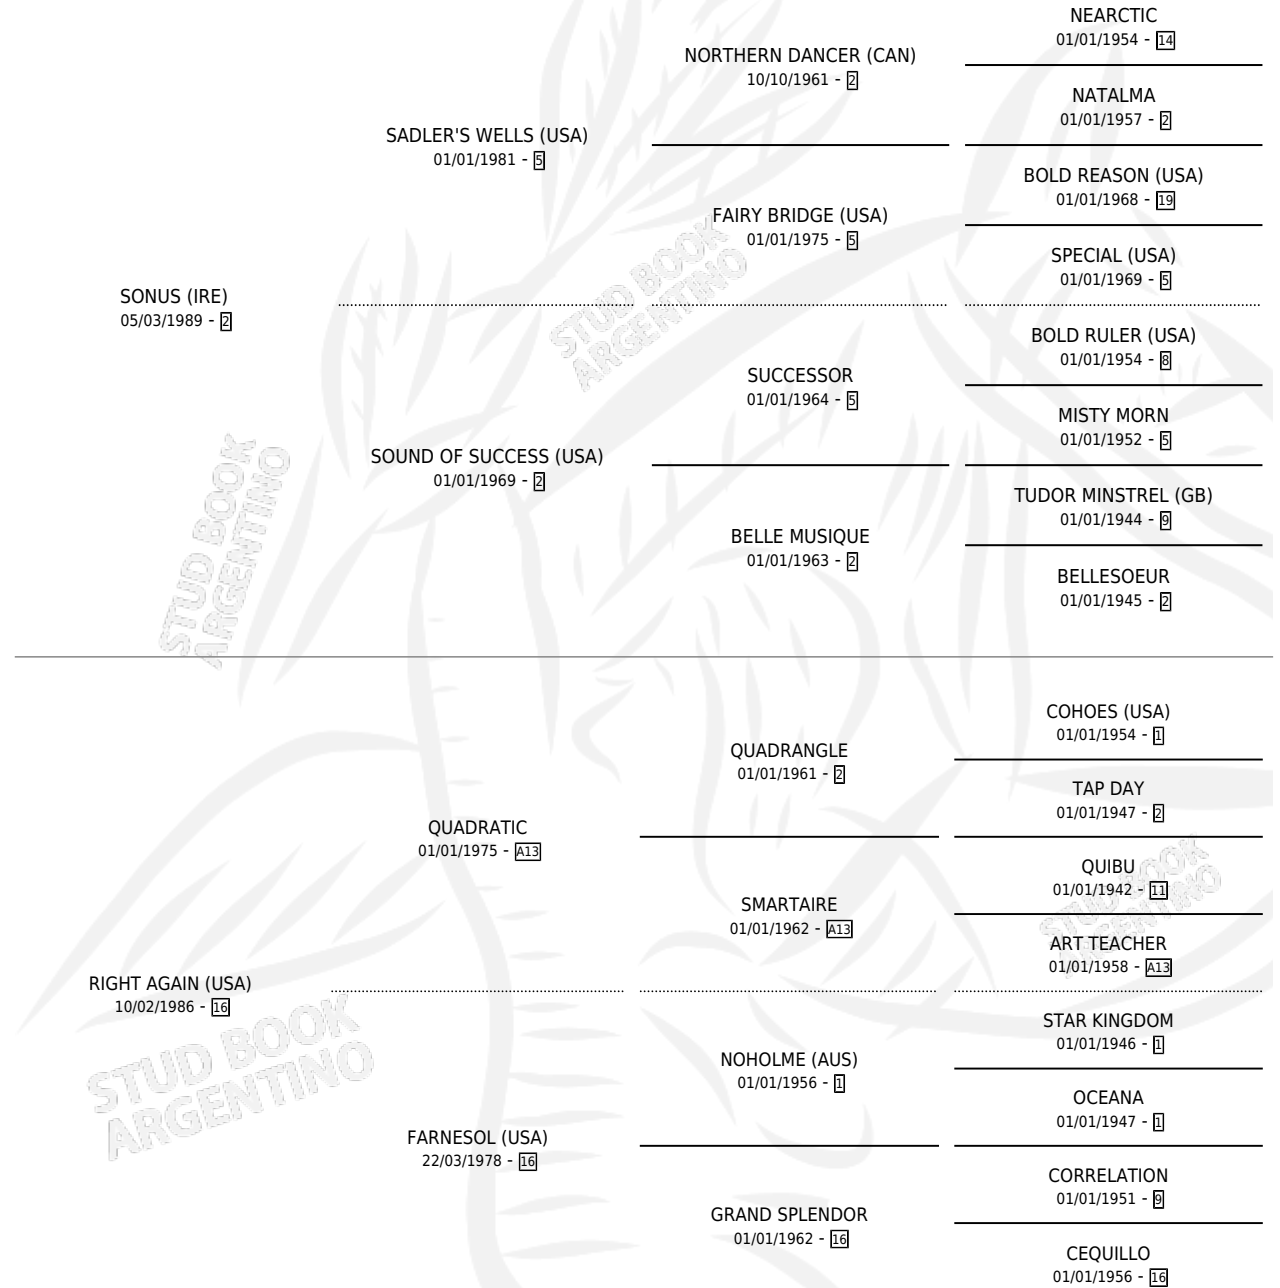 NEARCTIC
01/01/1954 - 14
NORTHERN DANCER (CAN)
10/10/1961 - 2
NATALMA
01/01/1957 - 2
SADLER'S WELLS (USA)
01/01/1981 - 5
BOLD REASON (USA)
01/01/1968 - 19
FAIRY BRIDGE (USA)
01/01/1975 - 5
SPECIAL (USA)
01/01/1969 - 5
SONUS (IRE)
05/03/1989 - 2
STUD BOOK
ARGENTINO
BOLD RULER (USA)
01/01/1954 - 8
SUCCESSOR
01/01/1964 - 5
MISTY MORN
01/01/1952 - 5
SOUND OF SUCCESS (USA)
01/01/1969 - 2
TUDOR MINSTREL (GB)
01/01/1944 - 9
BELLE MUSIQUE
01/01/1963 - 2
BELLESOEUR
01/01/1945 - 2
STUD BOOK
ARGENTINO
COHOES (USA)
01/01/1954 - 1
QUADRANGLE
01/01/1961 - 2
TAP DAY
01/01/1947 - 2
QUADRATIC
01/01/1975 - A13
QUIBU
01/01/1942 - 11
SMARTAIRE
01/01/1962 - A13
ART TEACHER
01/01/1958 - A13
STUD BOOK
ARGENTINO
RIGHT AGAIN (USA)
10/02/1986 - 16
STAR KINGDOM
01/01/1946 - 1
NOHOLME (AUS)
01/01/1956 - 1
OCEANA
01/01/1947 - 1
STUD BOOK
ARGENTINO
FARNESOL (USA)
22/03/1978 - 16
CORRELATION
01/01/1951 - 9
GRAND SPLENDOR
01/01/1962 - 16
CEQUILLO
01/01/1956 - 16